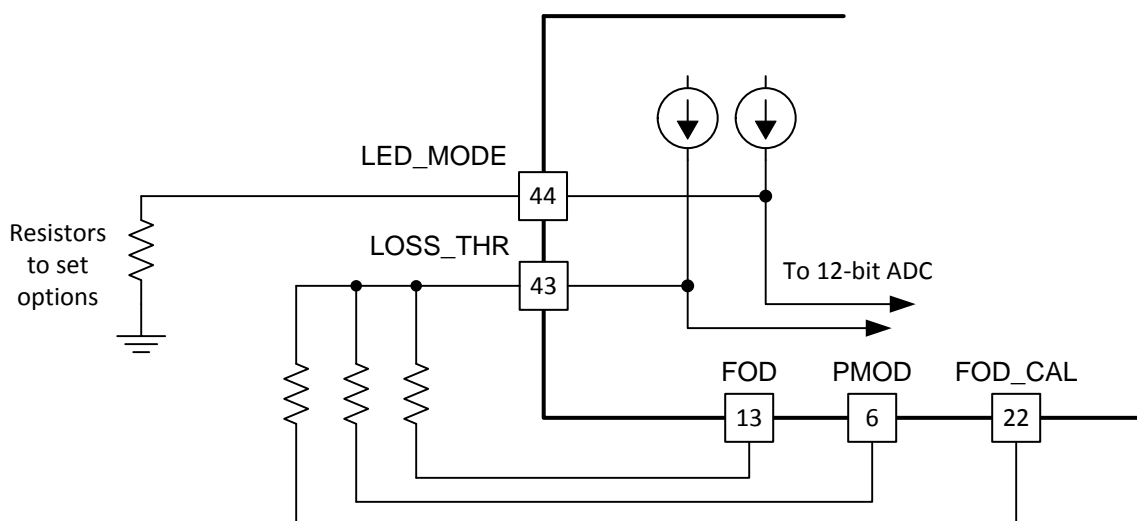 LED_MODE
44
Resistors
to set
options
LOSS_THR
43
To 12-bit ADC
FOD
PMOD
FOD_CAL
13
6
22